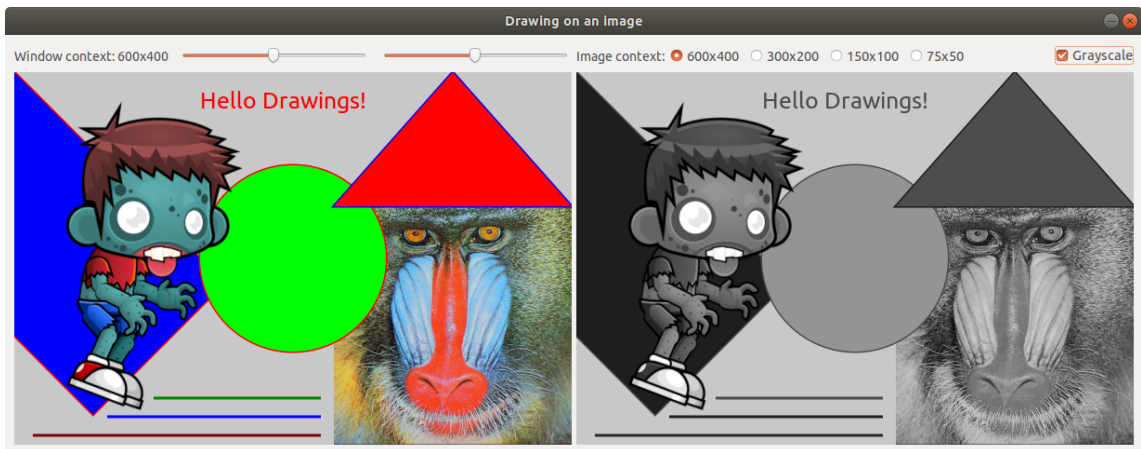 Drawing on an image
Window context: 600x400 Image context: 600x400 300x200 150x100 75x50 Grayscale
Hello Drawings! Hello Drawings!